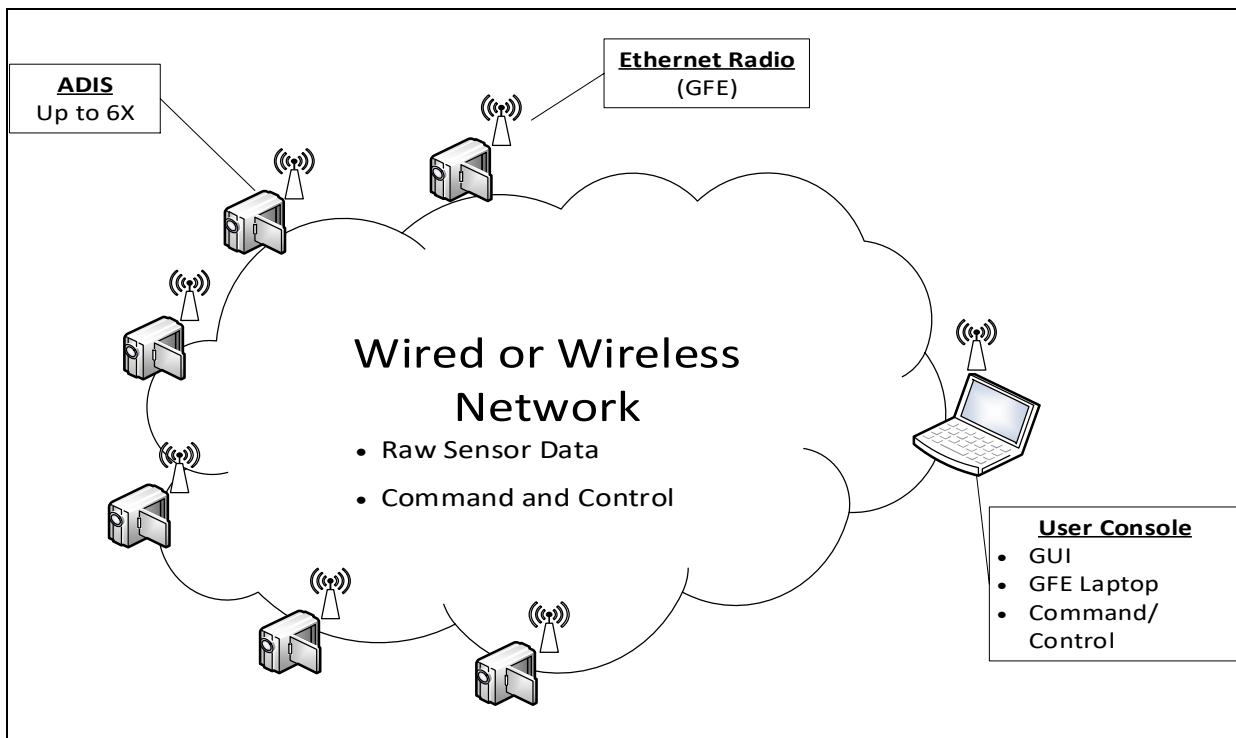 ADIS
Up to 6X
Ethernet Radio
(GFE)
Wired or Wireless
Network
• Raw Sensor Data
• Command and Control
User Console
• GUI
• GFE Laptop
• Command/
Control